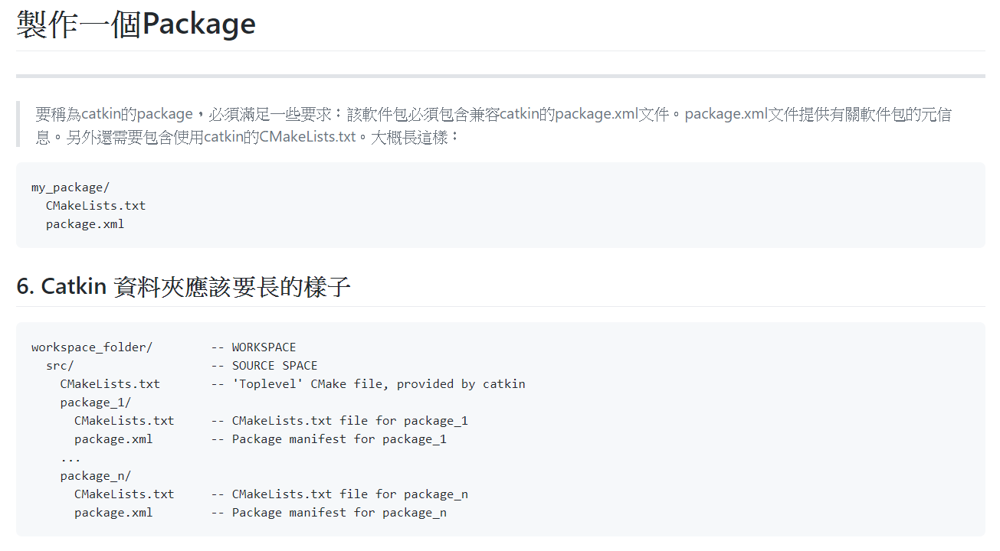 製作一個Package
要稱為catkin的package，必須滿足一些要求：該軟件包必須包含兼容catkin的package.xml文件。package.xml文件提供有關軟件包的元信
息。另外還需要包含使用catkin的CMakeLists.txt。大概長這樣：
my_package/
  CMakeLists.txt
  package.xml
6. Catkin 資料夾應該要長的樣子
workspace_folder/        -- WORKSPACE
  src/                   -- SOURCE SPACE
    CMakeLists.txt       -- 'Toplevel' CMake file, provided by catkin
    package_1/
      CMakeLists.txt     -- CMakeLists.txt file for package_1
      package.xml        -- Package manifest for package_1
    ...
    package_n/
      CMakeLists.txt     -- CMakeLists.txt file for package_n
      package.xml        -- Package manifest for package_n